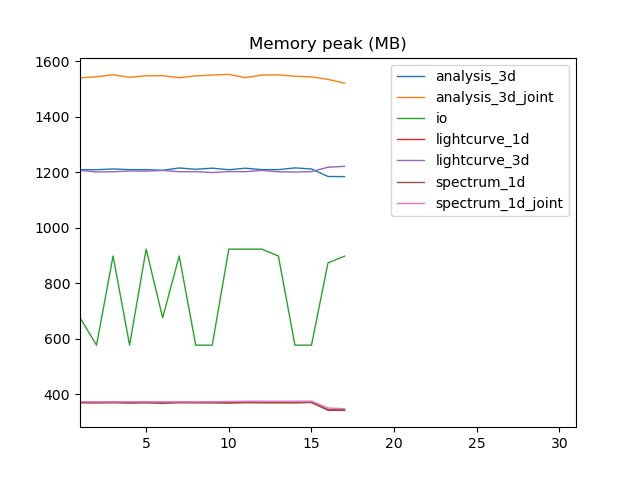 Memory peak (MB)
1600
1400
1200
1000
800
600
400
5
10
15
20
25
30
analysis_3d
analysis_3d_joint
io
lightcurve_1d
lightcurve_3d
spectrum_1d
spectrum_1d_joint